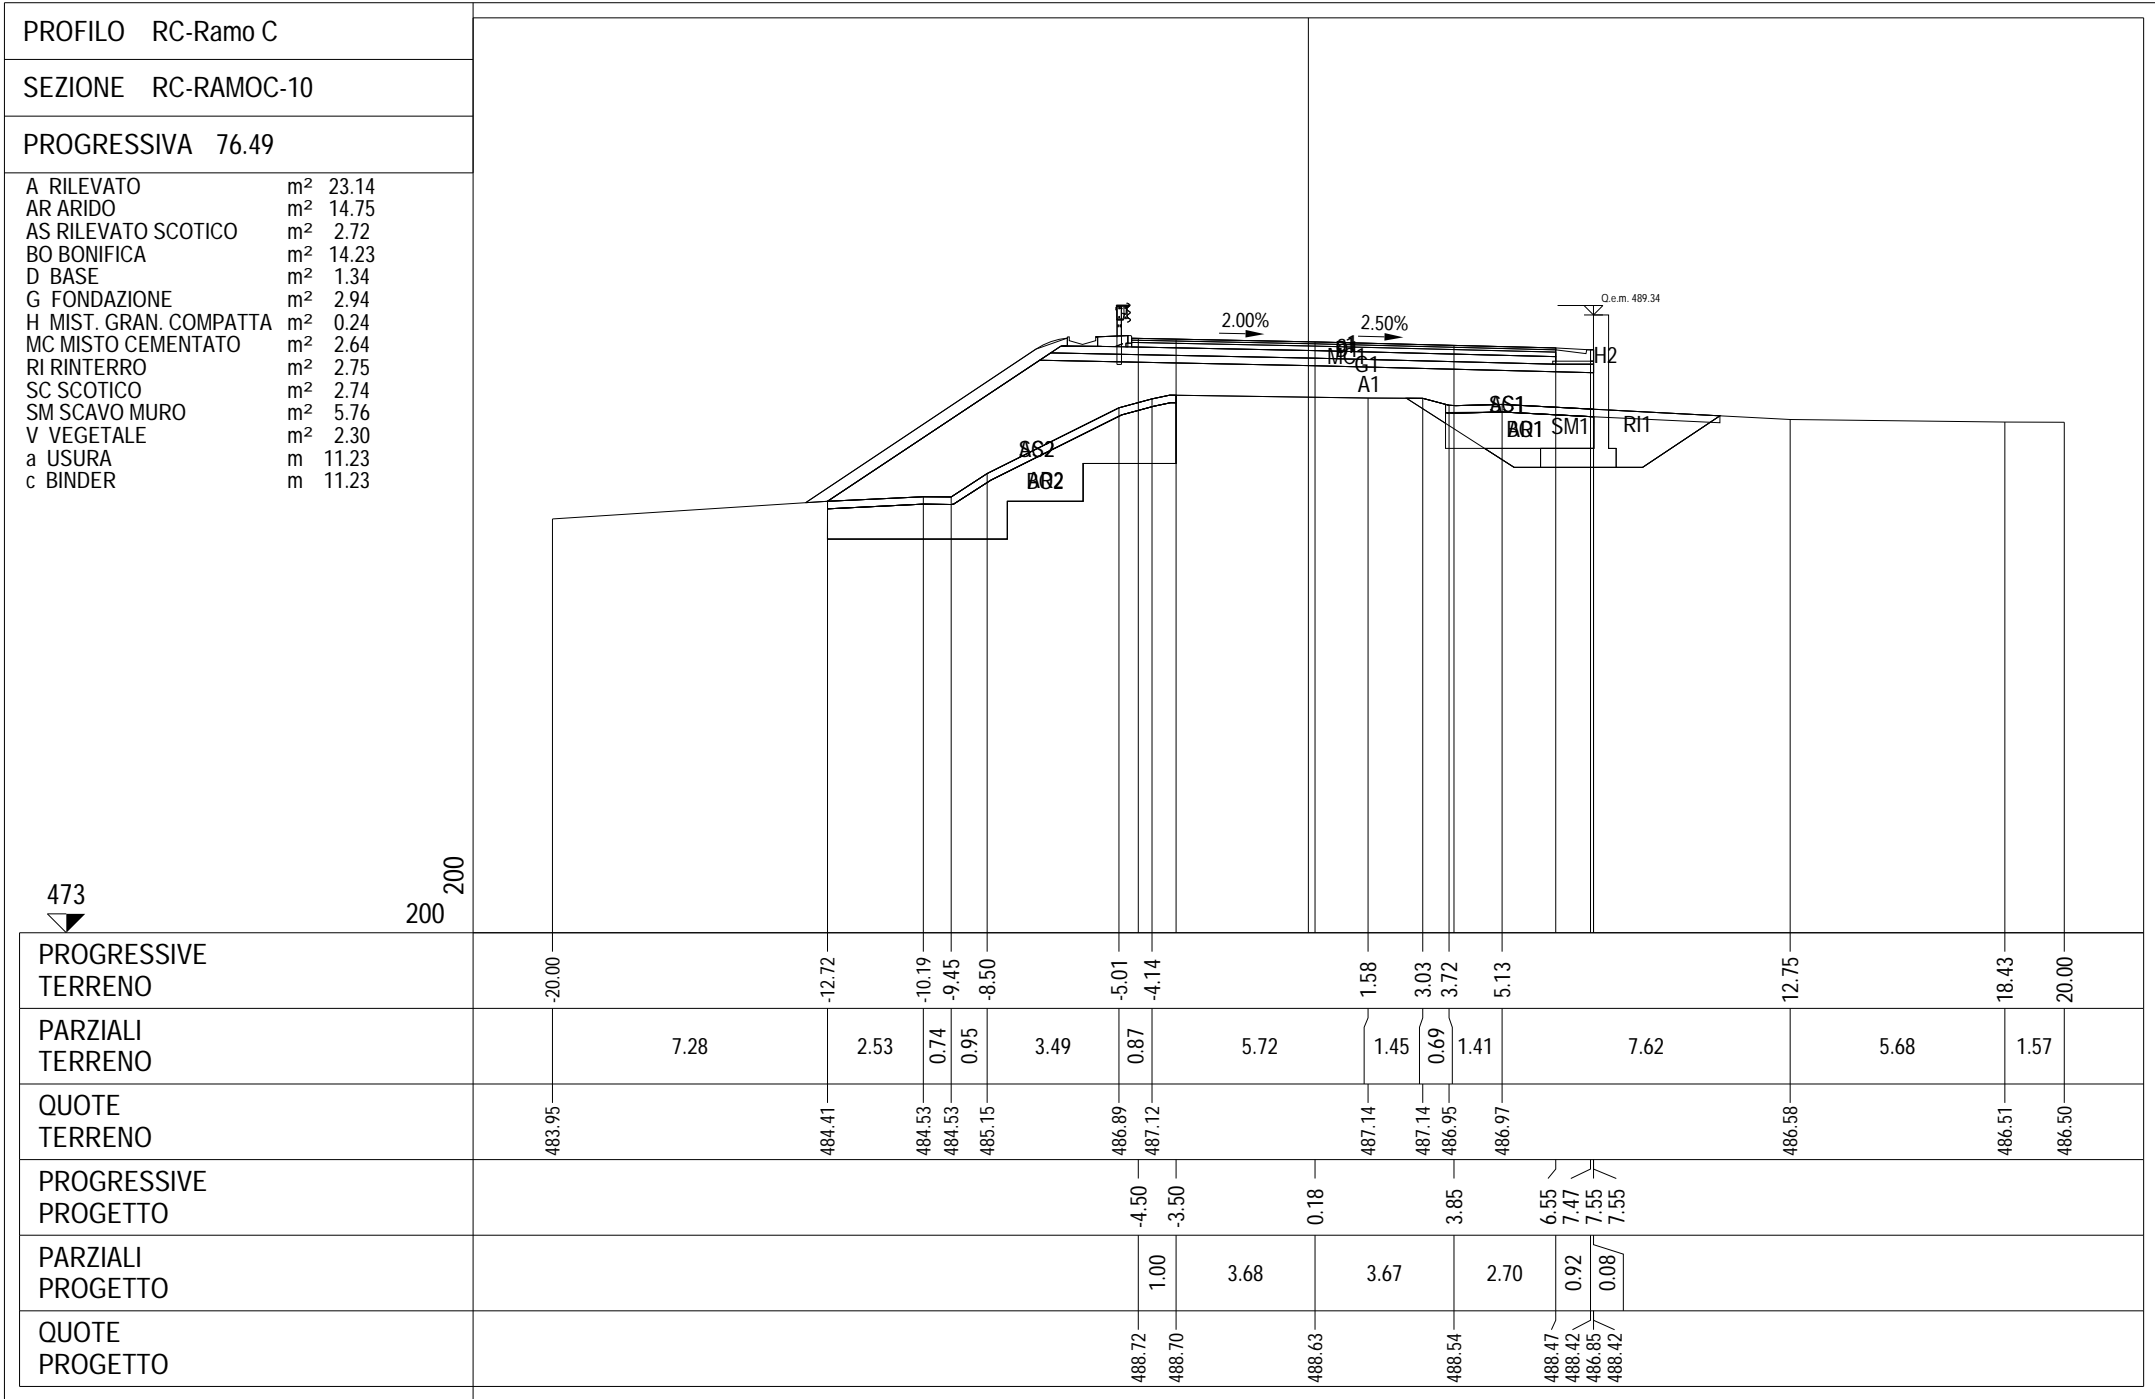 PROFILO RC-Ramo C
SEZIONE RC-RAMOC-10
PROGRESSIVA 76.49
A RILEVATO m² 23.14
AR ARIDO m² 14.75
AS RILEVATO SCOTICO m² 2.72
BO BONIFICA m² 14.23
D BASE m² 1.34
G FONDAZIONE m² 2.94
H MIST. GRAN. COMPATTA m² 0.24
MC MISTO CEMENTATO m² 2.64
RI RINTERRO m² 2.75
SC SCOTICO m² 2.74
SM SCAVO MURO m² 5.76
V VEGETALE m² 2.30
a USURA m 11.23
c BINDER m 11.23
Q.e.m. 489.34
2.00% 2.50%
MC1 H2
G1
A1
SM1 RI1
473
200
200
PROGRESSIVE
TERRENO
-20.00 -12.72 -10.19 -9.45 -8.50 -5.01 -4.14 1.58 3.03 3.72 5.13 12.75 18.43 20.00
PARZIALI
TERRENO
7.28 2.53 0.74 0.95 3.49 0.87 5.72 1.45 0.69 1.41 7.62 5.68 1.57
QUOTE
TERRENO
483.95 484.41 484.53 484.53 485.15 486.89 487.12 487.14 487.14 486.95 486.97 486.58 486.51 486.50
PROGRESSIVE
PROGETTO
-4.50 -3.50 0.18 3.85 6.55 7.47 7.55 7.55
PARZIALI
PROGETTO
1.00 3.68 3.67 2.70 0.92 0.08
QUOTE
PROGETTO
488.72 488.70 488.63 488.54 488.47 488.42 486.85 488.42